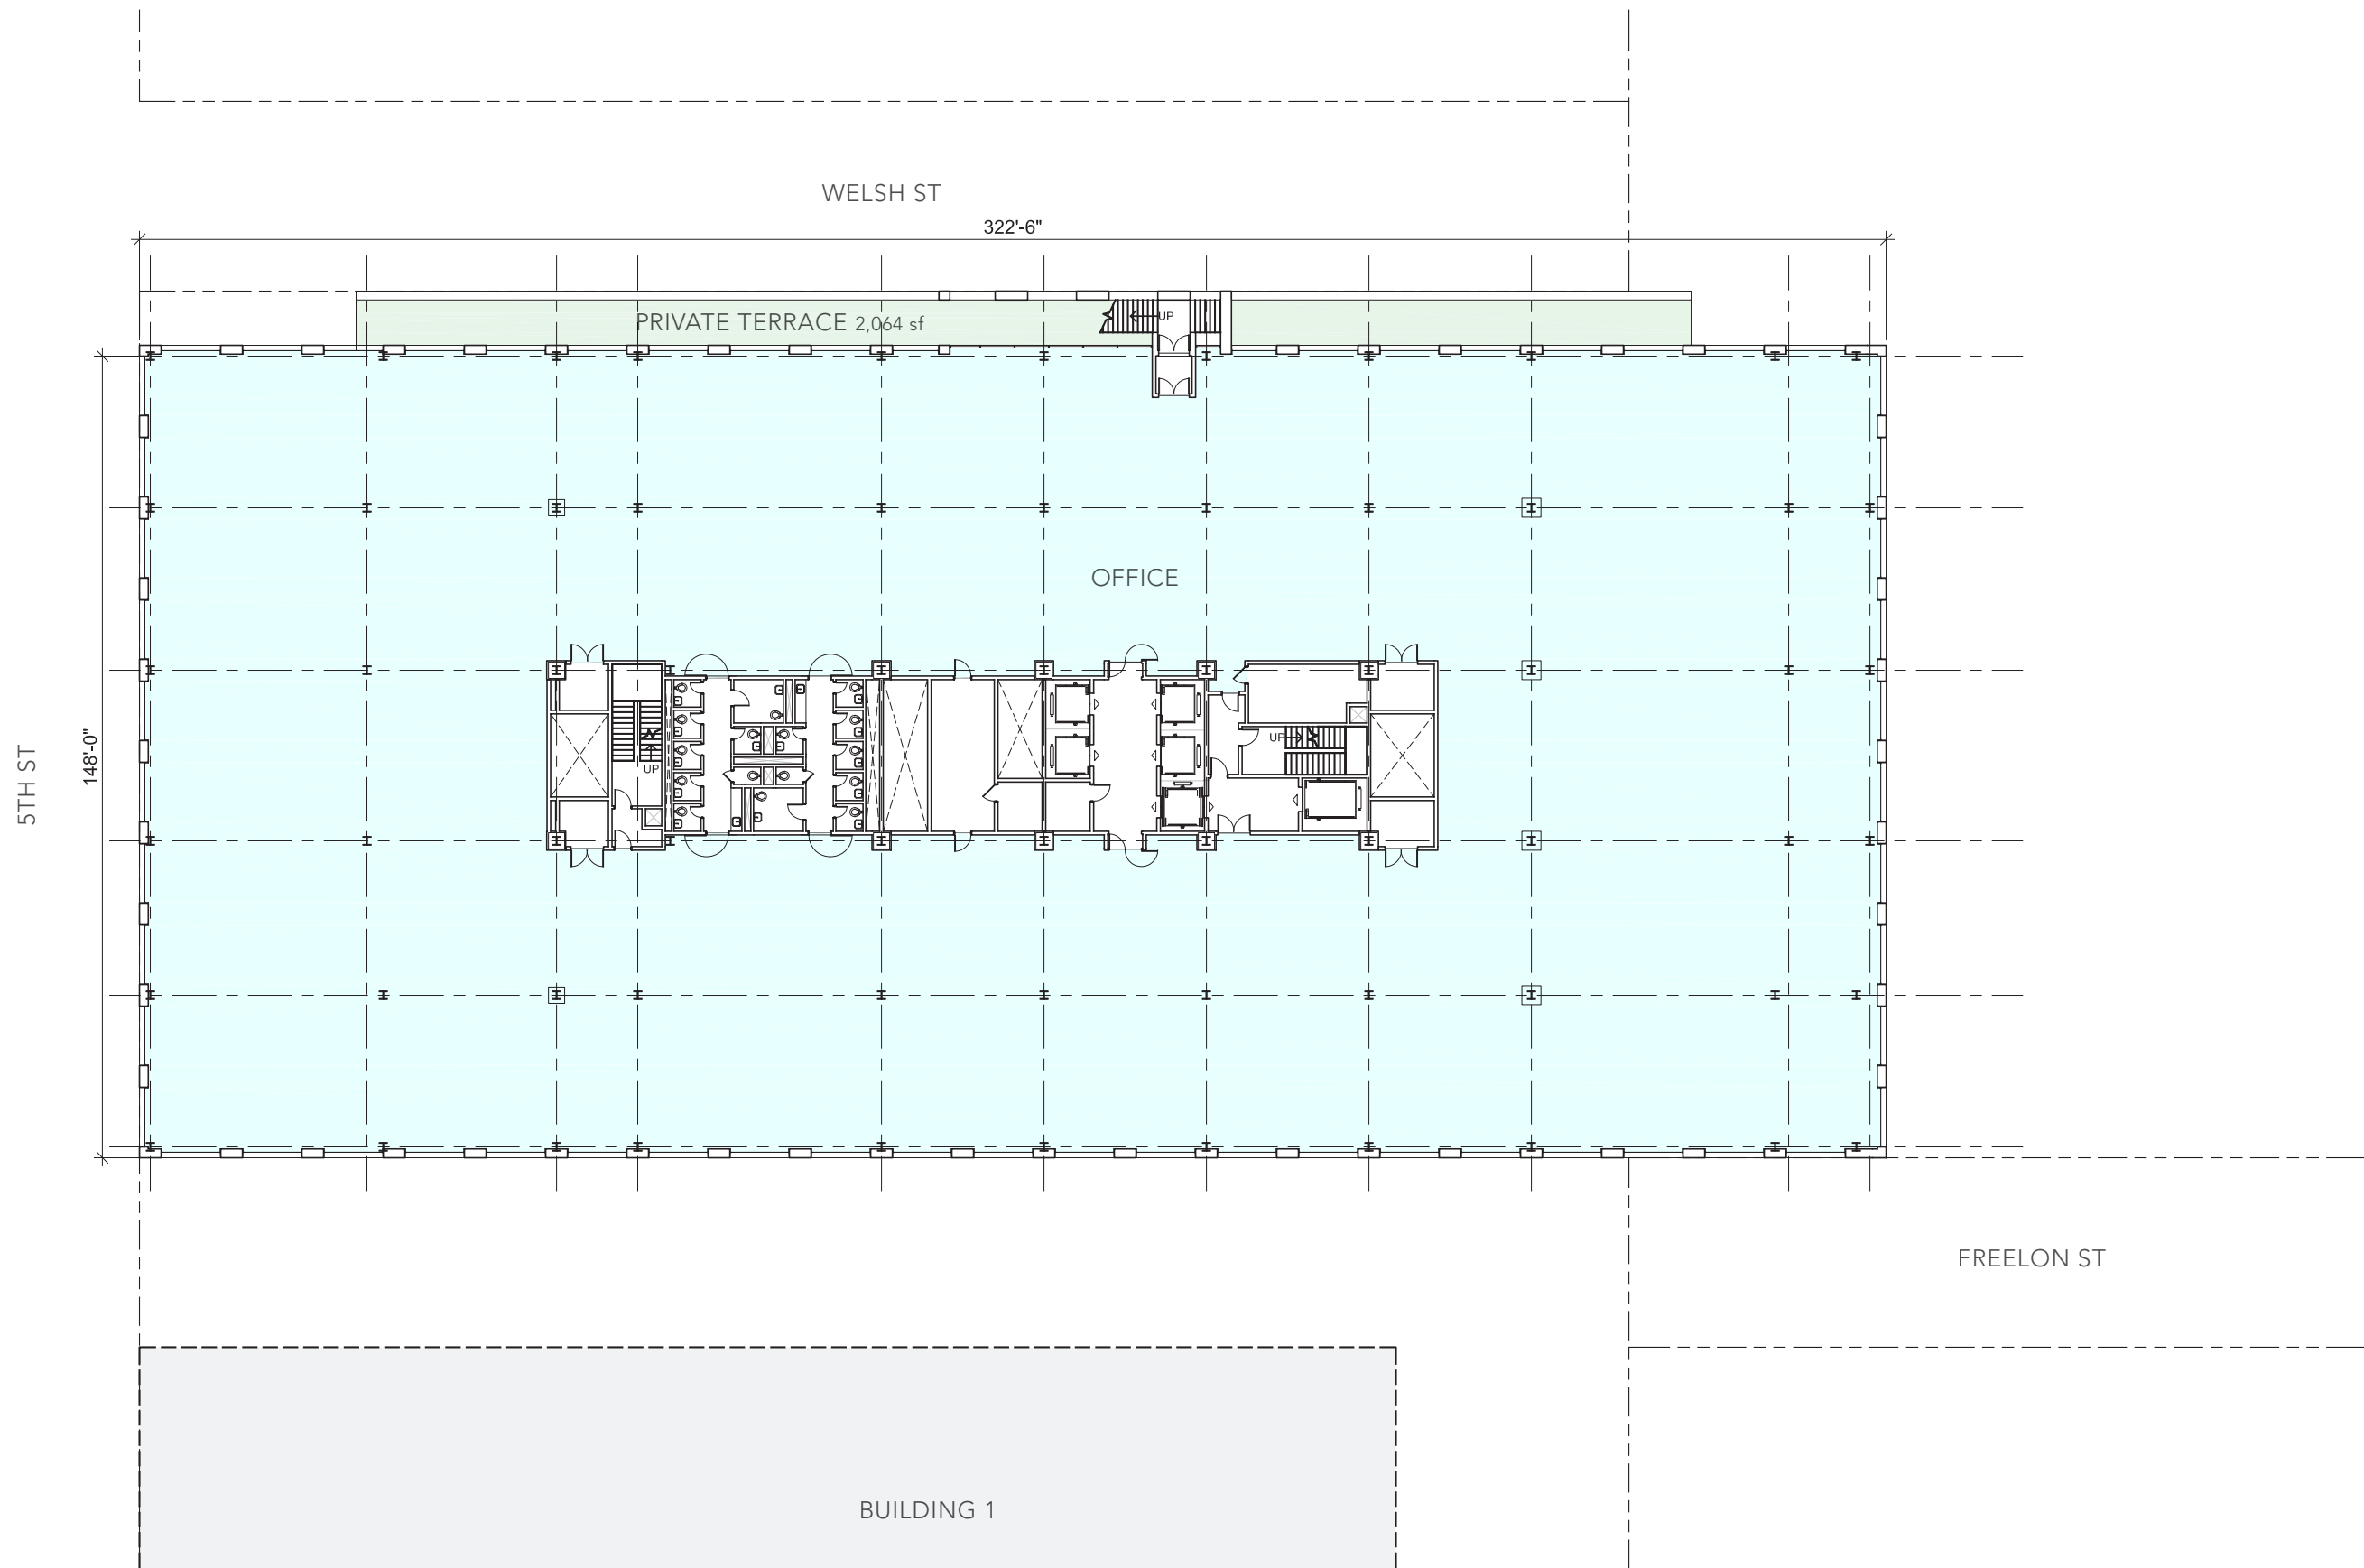 WELSH ST
322'-6"
PRIVATE TERRACE 2,064 sf
UP
OFFICE
5TH ST
148'-0"
UP
UP
FREELON ST
BUILDING 1